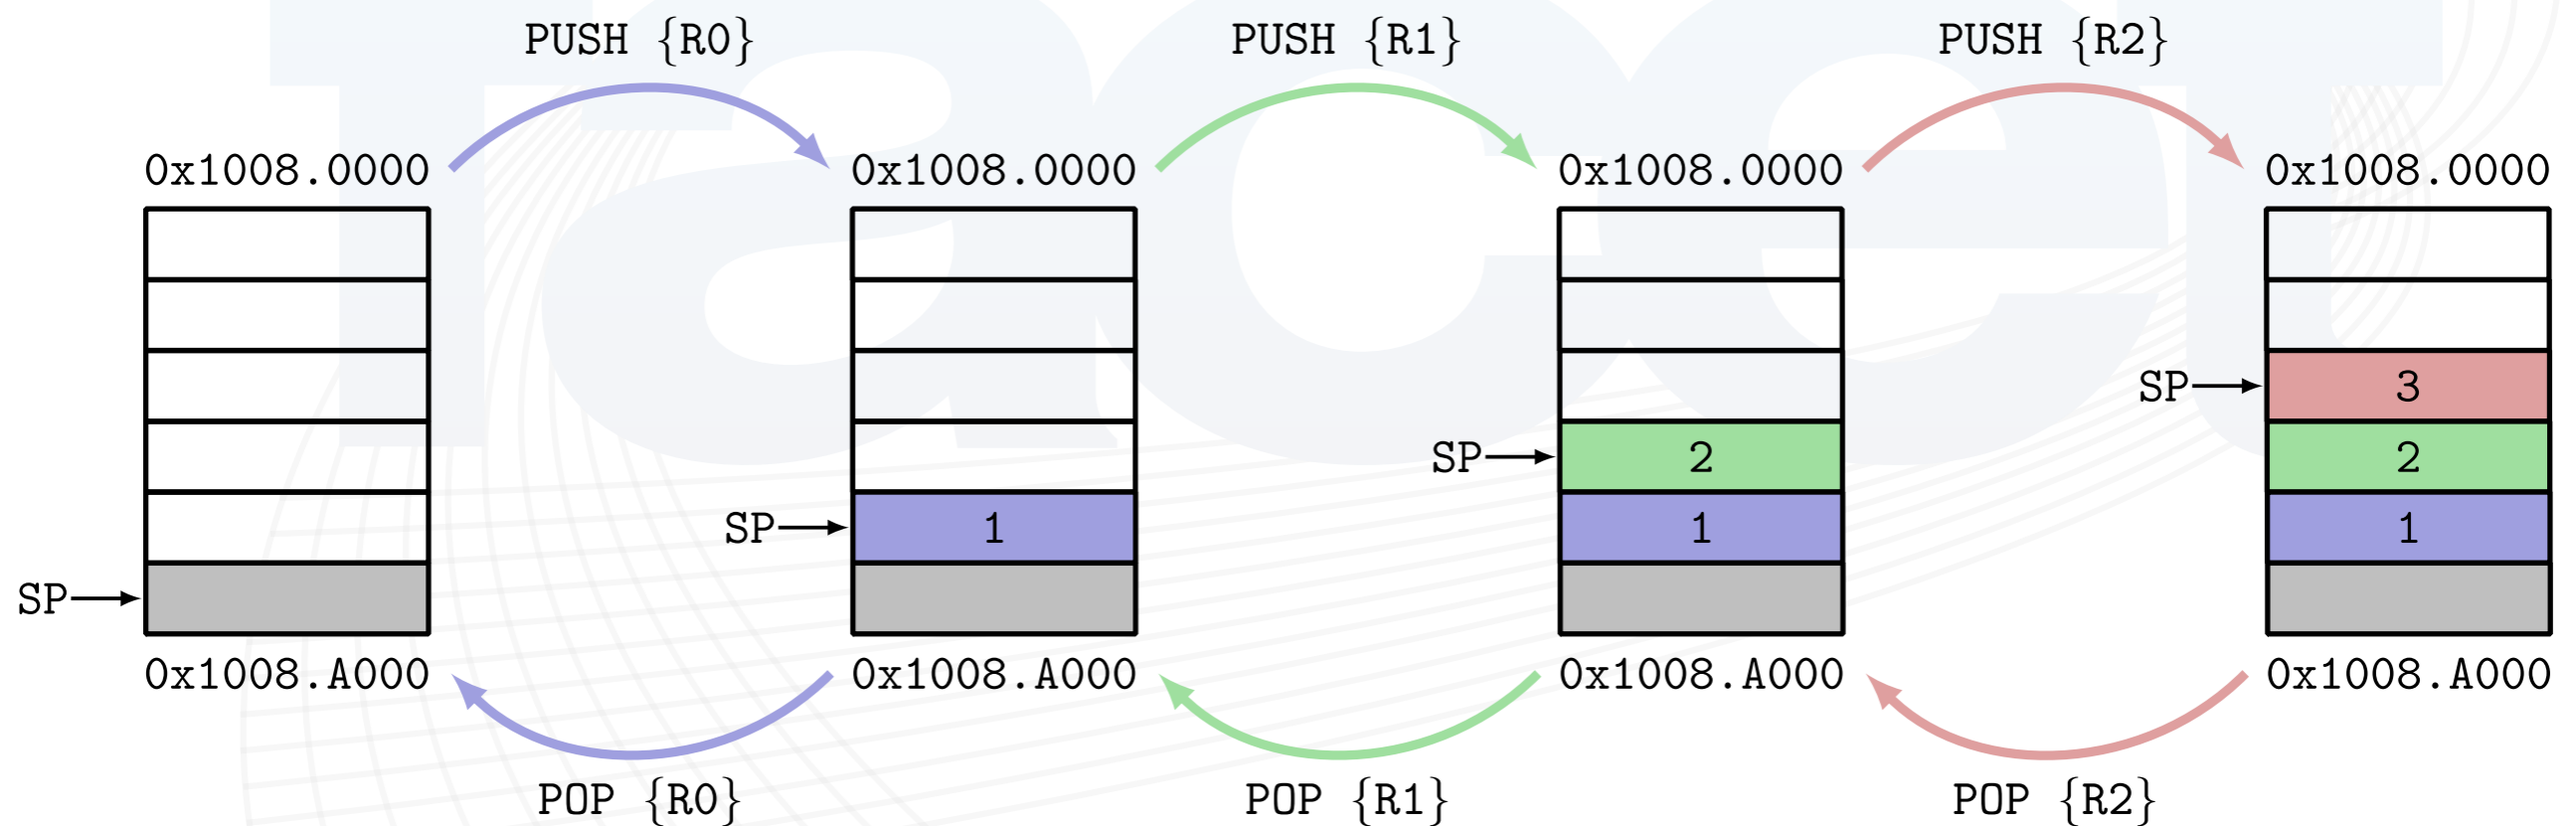 PUSH {R0}
PUSH {R1}
PUSH {R2}
0x1008.0000
0x1008.0000
0x1008.0000
0x1008.0000
SP
3
SP
2
2
SP
1
1
1
SP
0x1008.A000
0x1008.A000
0x1008.A000
0x1008.A000
POP {R0}
POP {R1}
POP {R2}